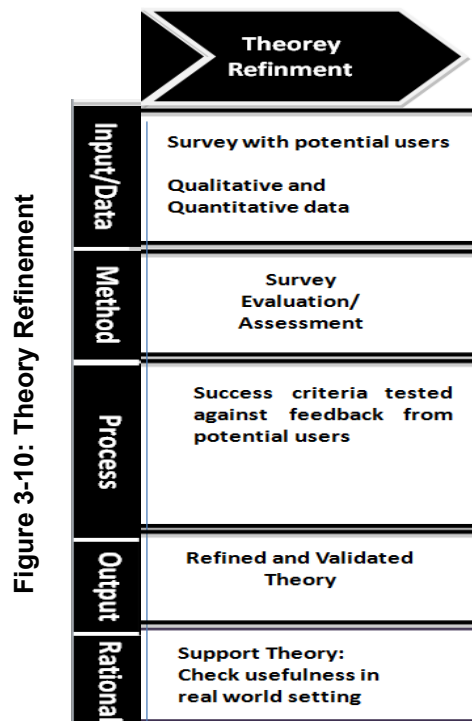 Theorey
Refinment
Input/Data
Survey with potential users
Qualitative and
Quantitative data
Method
Survey
Evaluation/
Assessment
Process
Success criteria tested
against feedback from
potential users
Output
Refined and Validated
Theory
Rational
Support Theory:
Check usefulness in
real world setting
Figure 3-10: Theory Refinement